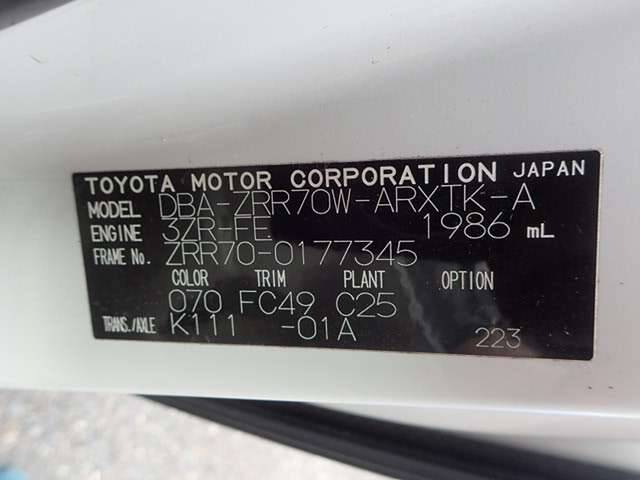 TOYOTA MOTOR CORPORATION JAPAN
MODEL DBA-ZRR70W-ARXTK-A
ENGINE 3ZR-FE 1986 mL
FRAME No. ZRR70-0177345
COLOR TRIM PLANT OPTION
070 FC49 C25
TRANS./AXLE K111 -01A 223